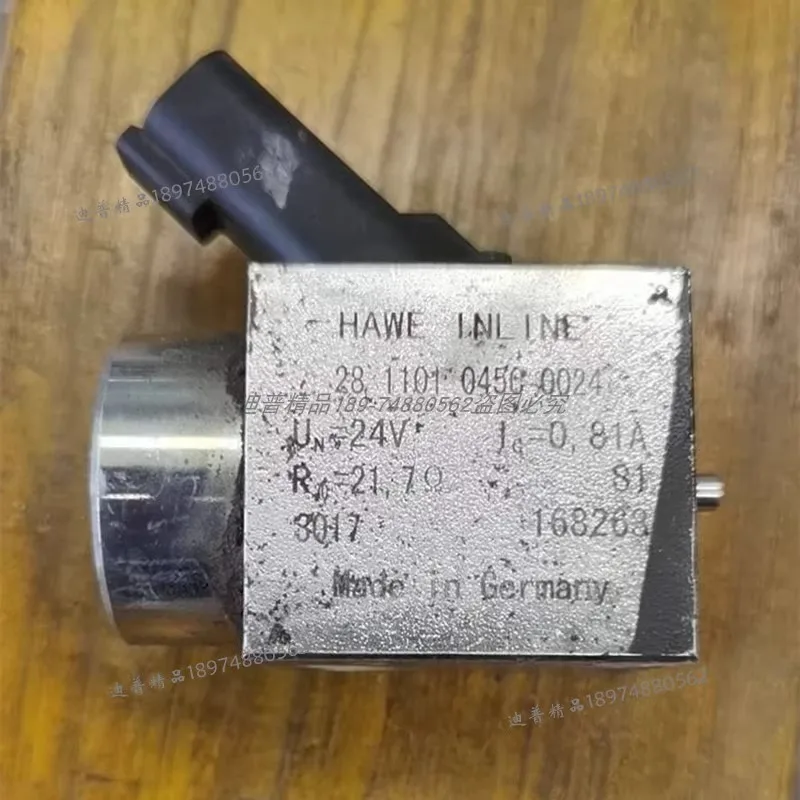 迪普精品1897488056
HAWE INLINE
28 1101 045C 0024
迪普精品189-74880562盗图必究
UN=24V IG=0,81A
=21,7Ω 81
3017 168263
Made in Germany
迪普精品18974880562
迪普精品18974880562